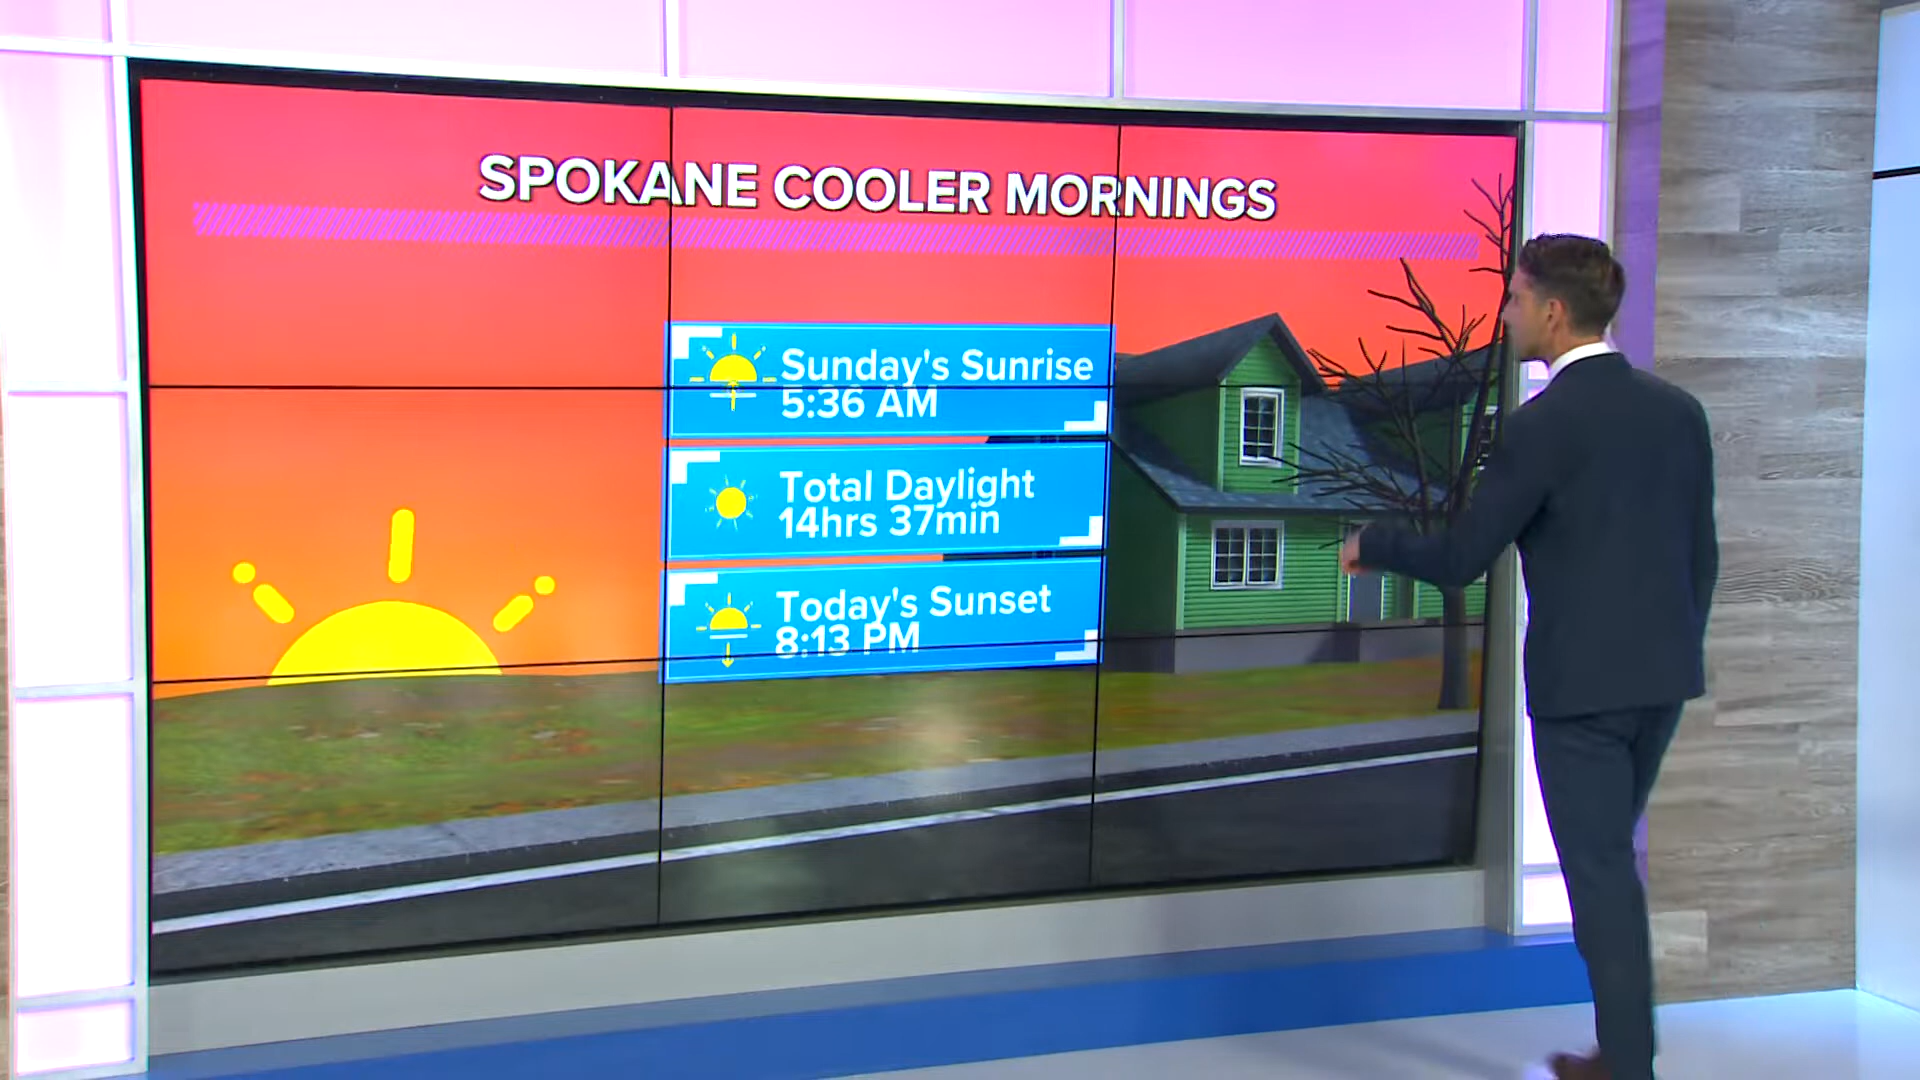 SPOKANE COOLER MORNINGS
Sunday's Sunrise
5:36 AM
Total Daylight
14hrs 37min
Today's Sunset
8:13 PM